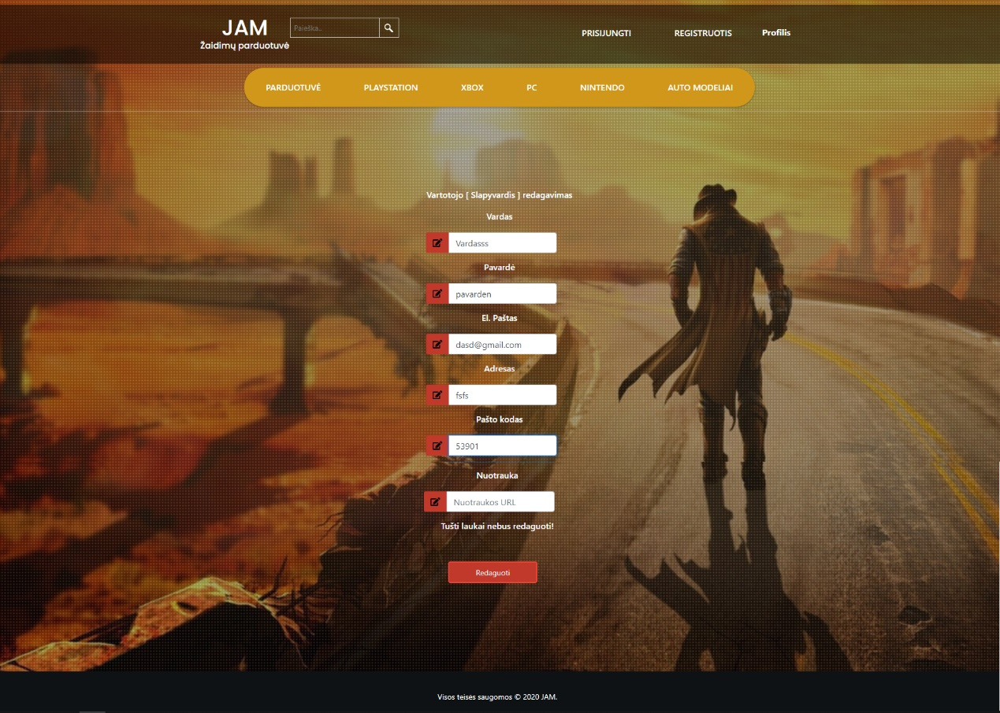 JAM
Žaidimų parduotuvė
Paieška..
PRISIJUNGTI
REGISTRUOTIS
Profilis
PARDUOTUVĖ
PLAYSTATION
XBOX
PC
NINTENDO
AUTO MODELIAI
Vartotojo [ Slapyvardis ] redagavimas
Vardas
Vardasss
Pavardė
pavarden
El. Paštas
dasd@gmail.com
Adresas
fsfs
Pašto kodas
53901
Nuotrauka
Nuotraukos URL
Tušti laukai nebus redaguoti!
Redaguoti
Visos teisės saugomos © 2020 JAM.